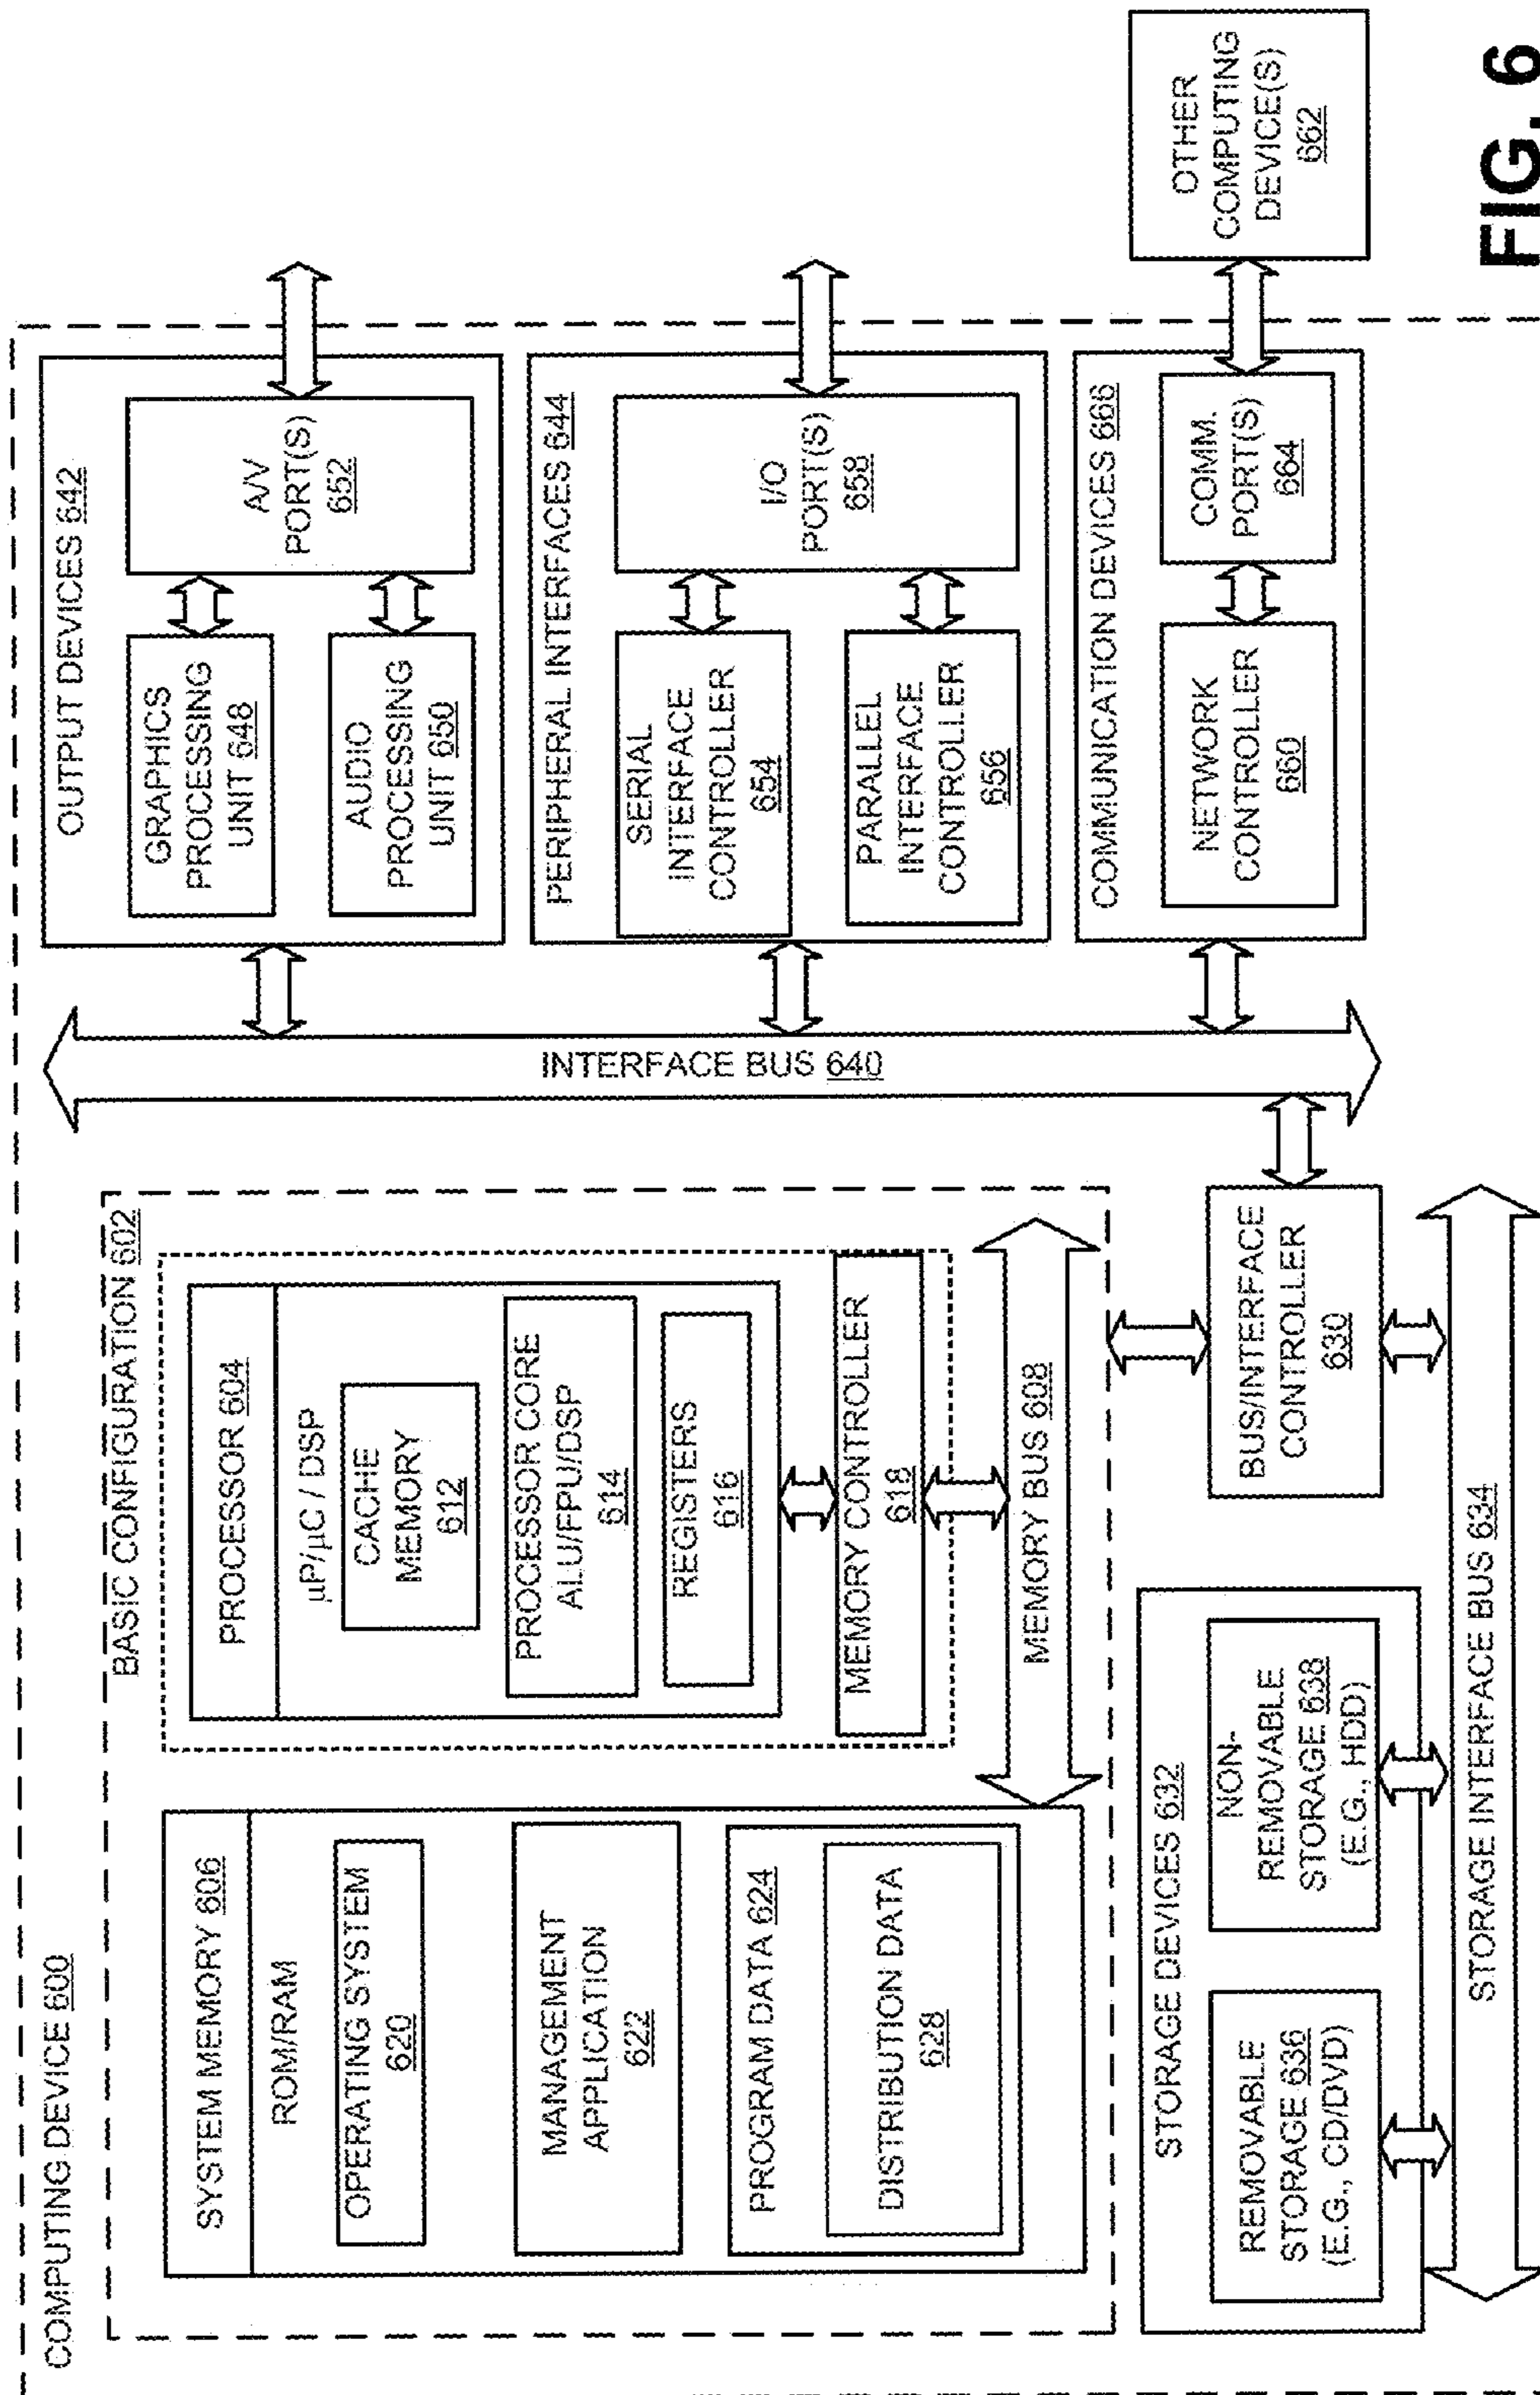 COMPUTING DEVICE 600
BASIC CONFIGURATION 602
SYSTEM MEMORY 606
ROM/RAM
OPERATING SYSTEM
620
MANAGEMENT
APPLICATION
622
PROGRAM DATA 624
DISTRIBUTION DATA
628
PROCESSOR 604
µP/µC / DSP
CACHE
MEMORY
612
PROCESSOR CORE
ALU/FPU/DSP
614
REGISTERS
616
MEMORY CONTROLLER
618
MEMORY BUS 608
STORAGE DEVICES 632
REMOVABLE
STORAGE 636
(E.G., CD/DVD)
NON-
REMOVABLE
STORAGE 638
(E.G., HDD)
BUS/INTERFACE
CONTROLLER
630
STORAGE INTERFACE BUS 634
INTERFACE BUS 640
OUTPUT DEVICES 642
GRAPHICS
PROCESSING
UNIT 648
AUDIO
PROCESSING
UNIT 650
A/V
PORT(S)
652
PERIPHERAL INTERFACES 644
SERIAL
INTERFACE
CONTROLLER
654
PARALLEL
INTERFACE
CONTROLLER
656
I/O
PORT(S)
658
COMMUNICATION DEVICES 666
NETWORK
CONTROLLER
660
COMM.
PORT(S)
664
OTHER
COMPUTING
DEVICE(S)
662
FIG. 6